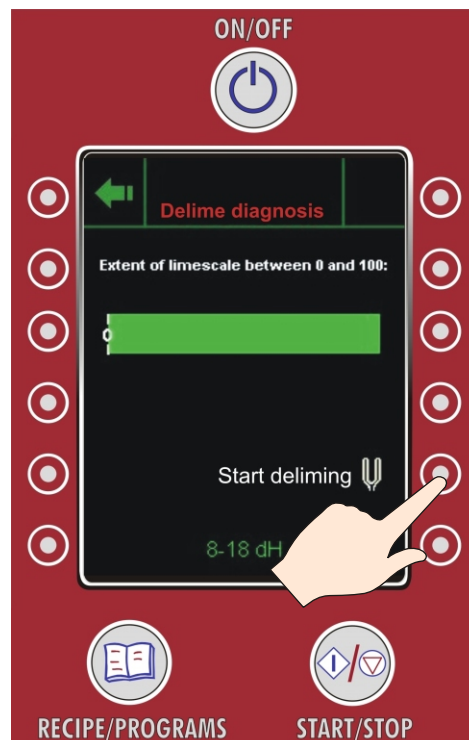 ON/OFF
Delime diagnosis
Extent of limescale between 0 and 100:
0
Start deliming
8-18 dH
RECIPE/PROGRAMS
START/STOP